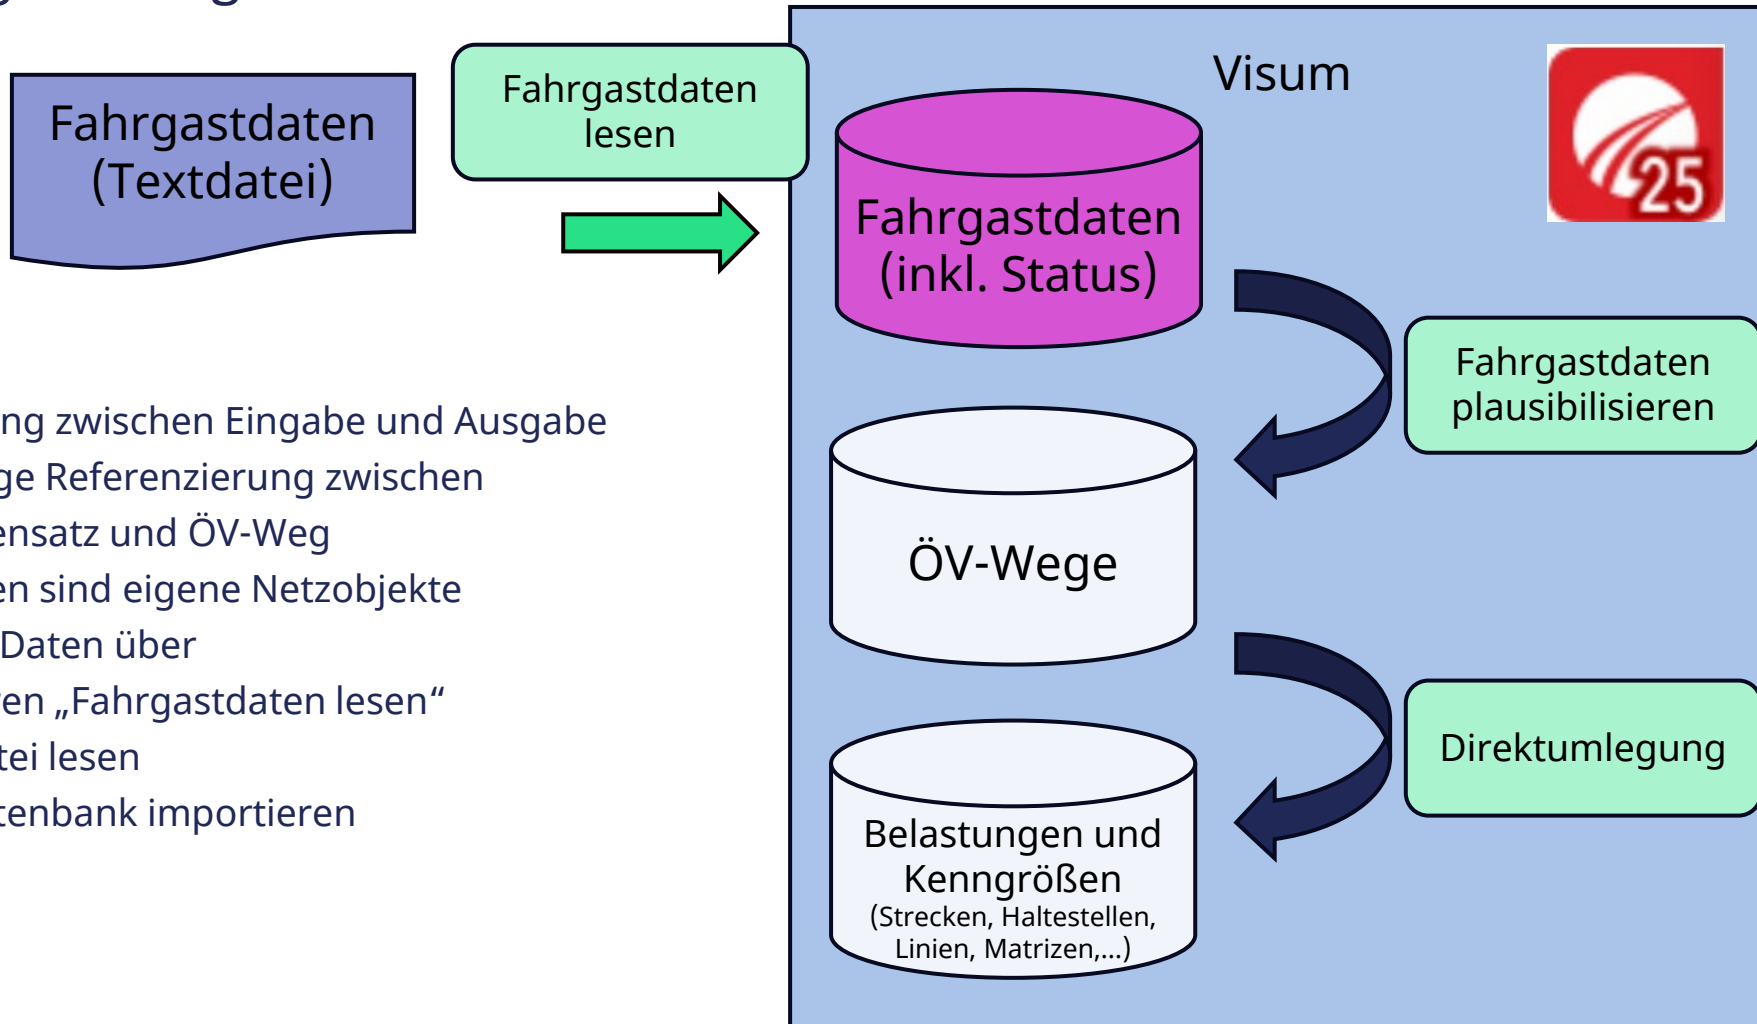 Fahrgastdaten
(Textdatei)
Fahrgastdaten
lesen
Visum
25
Fahrgastdaten
(inkl. Status)
Fahrgastdaten
plausibilisieren
ÖV-Wege
Direktumlegung
Belastungen und
Kenngrößen
(Strecken, Haltestellen,
Linien, Matrizen,...)
ng zwischen Eingabe und Ausgabe
ge Referenzierung zwischen
ensatz und ÖV-Weg
en sind eigene Netzobjekte
Daten über
en „Fahrgastdaten lesen“
tei lesen
tenbank importieren